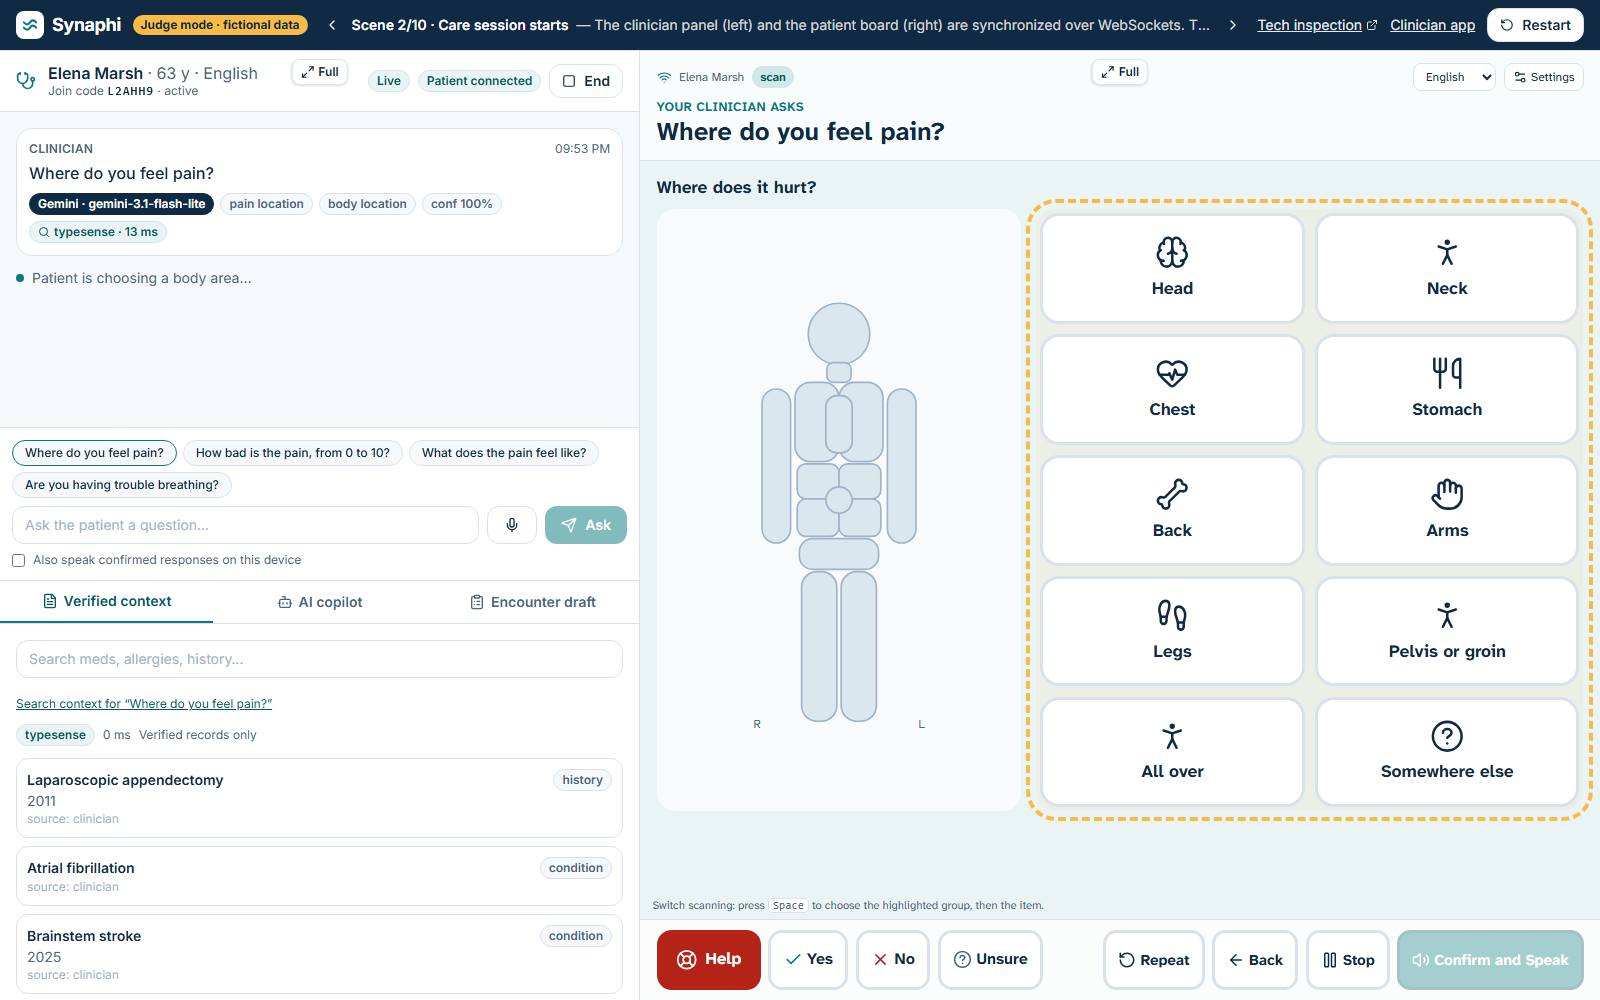 Synaphi
Judge mode · fictional data
Scene 2/10 · Care session starts — The clinician panel (left) and the patient board (right) are synchronized over WebSockets. T...
Tech inspection
Clinician app
Restart
Elena Marsh · 63 y · English
Join code L2AHH9 · active
Full
Live
Patient connected
End
CLINICIAN
09:53 PM
Where do you feel pain?
Gemini · gemini-3.1-flash-lite
pain location
body location
conf 100%
typesense · 13 ms
Patient is choosing a body area...
Where do you feel pain?
How bad is the pain, from 0 to 10?
What does the pain feel like?
Are you having trouble breathing?
Ask the patient a question...
Ask
Also speak confirmed responses on this device
Verified context
AI copilot
Encounter draft
Search meds, allergies, history...
Search context for “Where do you feel pain?”
typesense
0 ms
Verified records only
Laparoscopic appendectomy
history
2011
source: clinician
Atrial fibrillation
condition
source: clinician
Brainstem stroke
condition
2025
source: clinician
Elena Marsh
scan
Full
English
Settings
YOUR CLINICIAN ASKS
Where do you feel pain?
Where does it hurt?
R
L
Head
Neck
Chest
Stomach
Back
Arms
Legs
Pelvis or groin
All over
Somewhere else
Switch scanning: press Space to choose the highlighted group, then the item.
Help
Yes
No
Unsure
Repeat
Back
Stop
Confirm and Speak